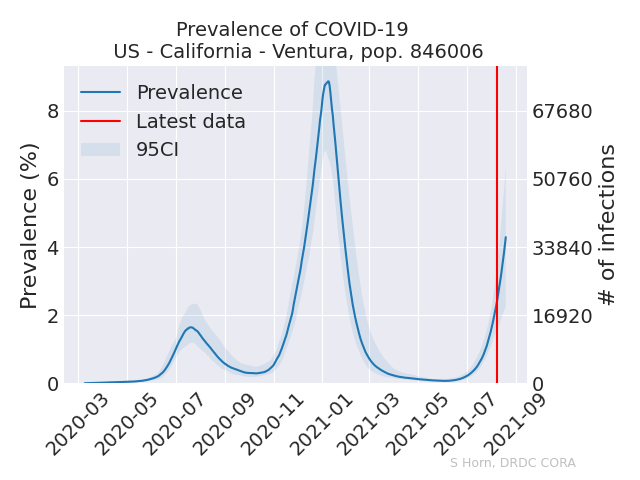 Prevalence of COVID-19
US - California - Ventura, pop. 846006
Prevalence
Latest data
95CI
Prevalence (%)
8
6
4
2
0
67680
50760
33840
16920
0
# of infections
2020-03
2020-05
2020-07
2020-09
2020-11
2021-01
2021-03
2021-05
2021-07
2021-09
S Horn, DRDC CORA